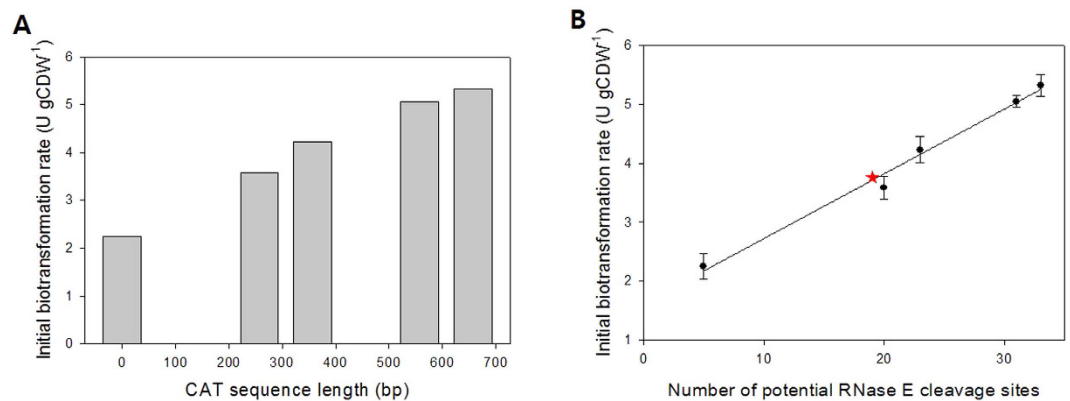 A
Initial biotransformation rate (U gCDW⁻¹)
6
5
4
3
2
1
0
0 100 200 300 400 500 600 700
CAT sequence length (bp)
B
Initial biotransformation rate (U gCDW⁻¹)
6
5
4
3
2
1
0 10 20 30
Number of potential RNase E cleavage sites